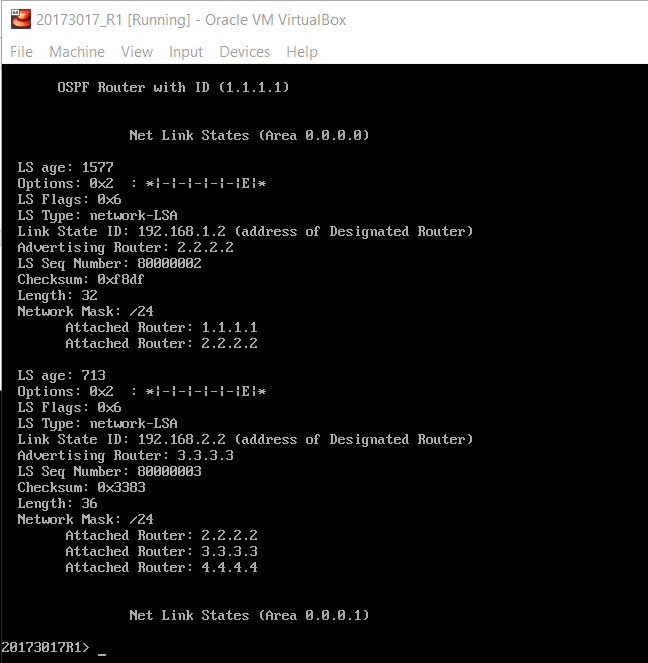 20173017_R1 [Running] - Oracle VM VirtualBox
File Machine View Input Devices Help
OSPF Router with ID (1.1.1.1)
Net Link States (Area 0.0.0.0)
LS age: 1577
Options: 0x2 : *|-|-|-|-|-|E|*
LS Flags: 0x6
LS Type: network-LSA
Link State ID: 192.168.1.2 (address of Designated Router)
Advertising Router: 2.2.2.2
LS Seq Number: 80000002
Checksum: 0xf8df
Length: 32
Network Mask: /24
Attached Router: 1.1.1.1
Attached Router: 2.2.2.2
LS age: 713
Options: 0x2 : *|-|-|-|-|-|E|*
LS Flags: 0x6
LS Type: network-LSA
Link State ID: 192.168.2.2 (address of Designated Router)
Advertising Router: 3.3.3.3
LS Seq Number: 80000003
Checksum: 0x3383
Length: 36
Network Mask: /24
Attached Router: 2.2.2.2
Attached Router: 3.3.3.3
Attached Router: 4.4.4.4
Net Link States (Area 0.0.0.1)
20173017R1> _